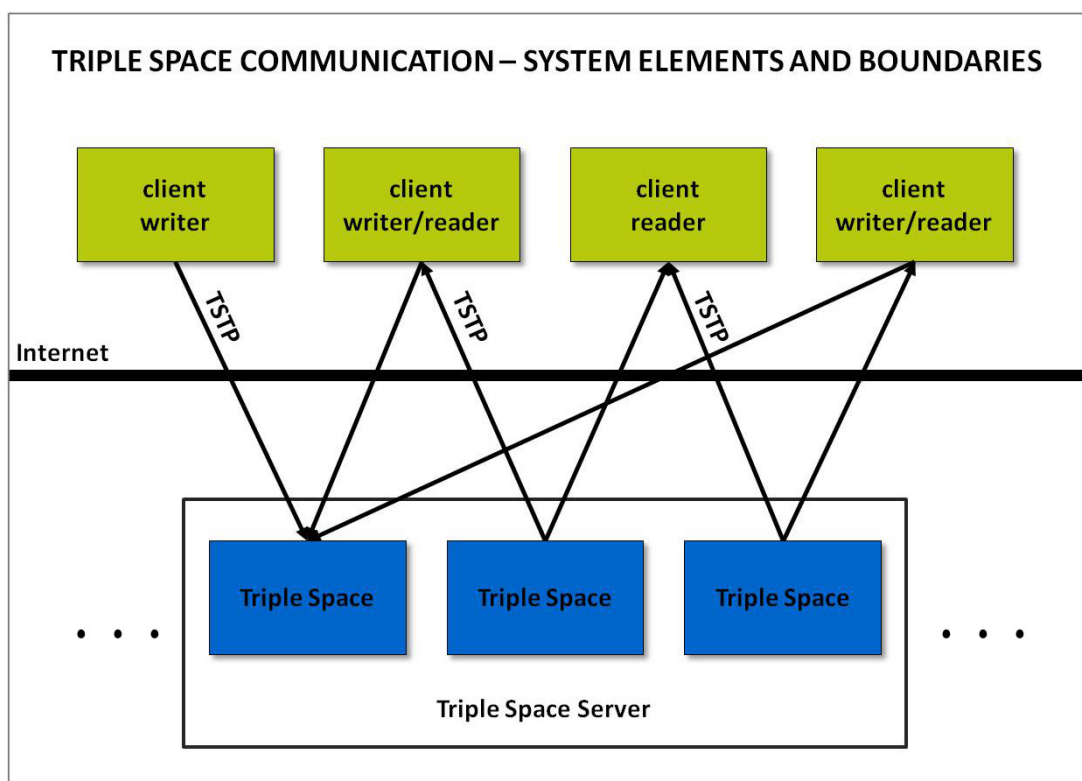 TRIPLE SPACE COMMUNICATION – SYSTEM ELEMENTS AND BOUNDARIES
client
writer
client
writer/reader
client
reader
client
writer/reader
TSTP
TSTP
TSTP
Internet
Triple Space
Triple Space
Triple Space
. . .
. . .
Triple Space Server